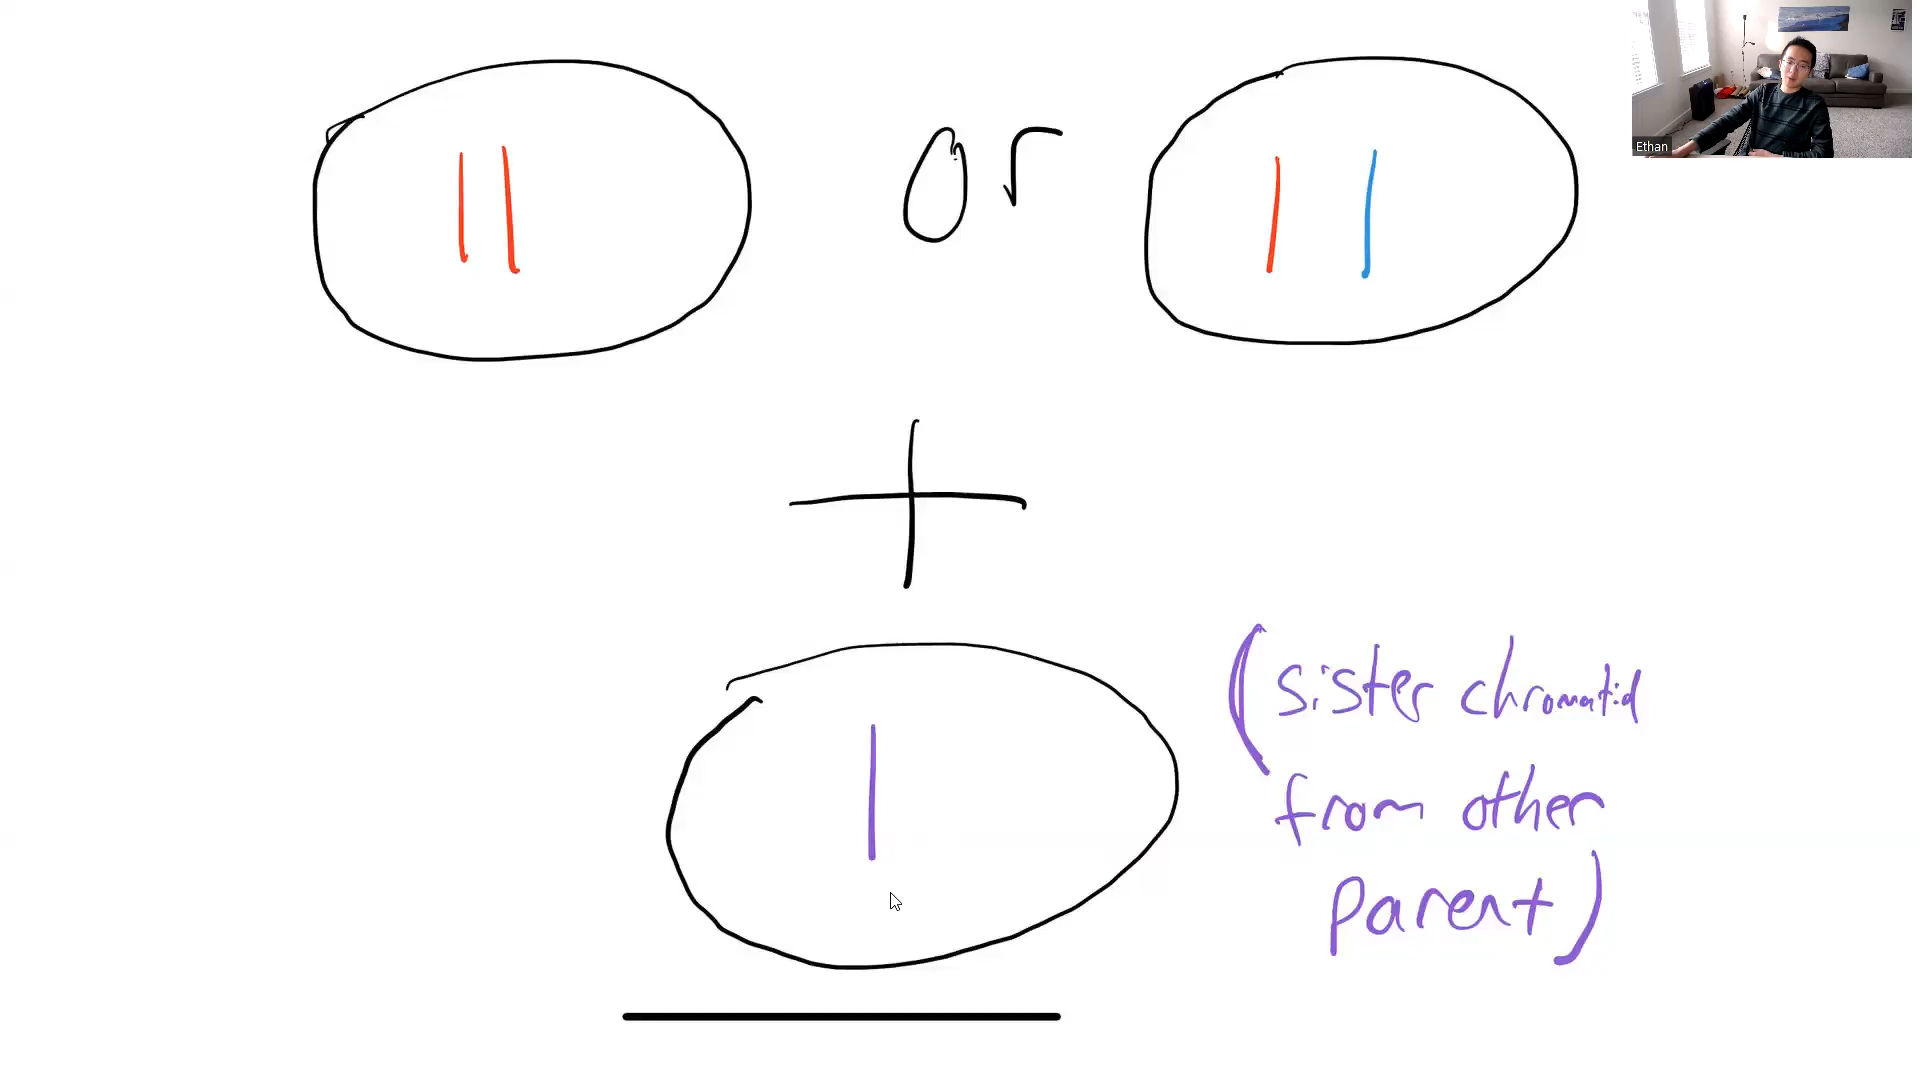 Ethan
or
(sister chromatid
from other
parent)